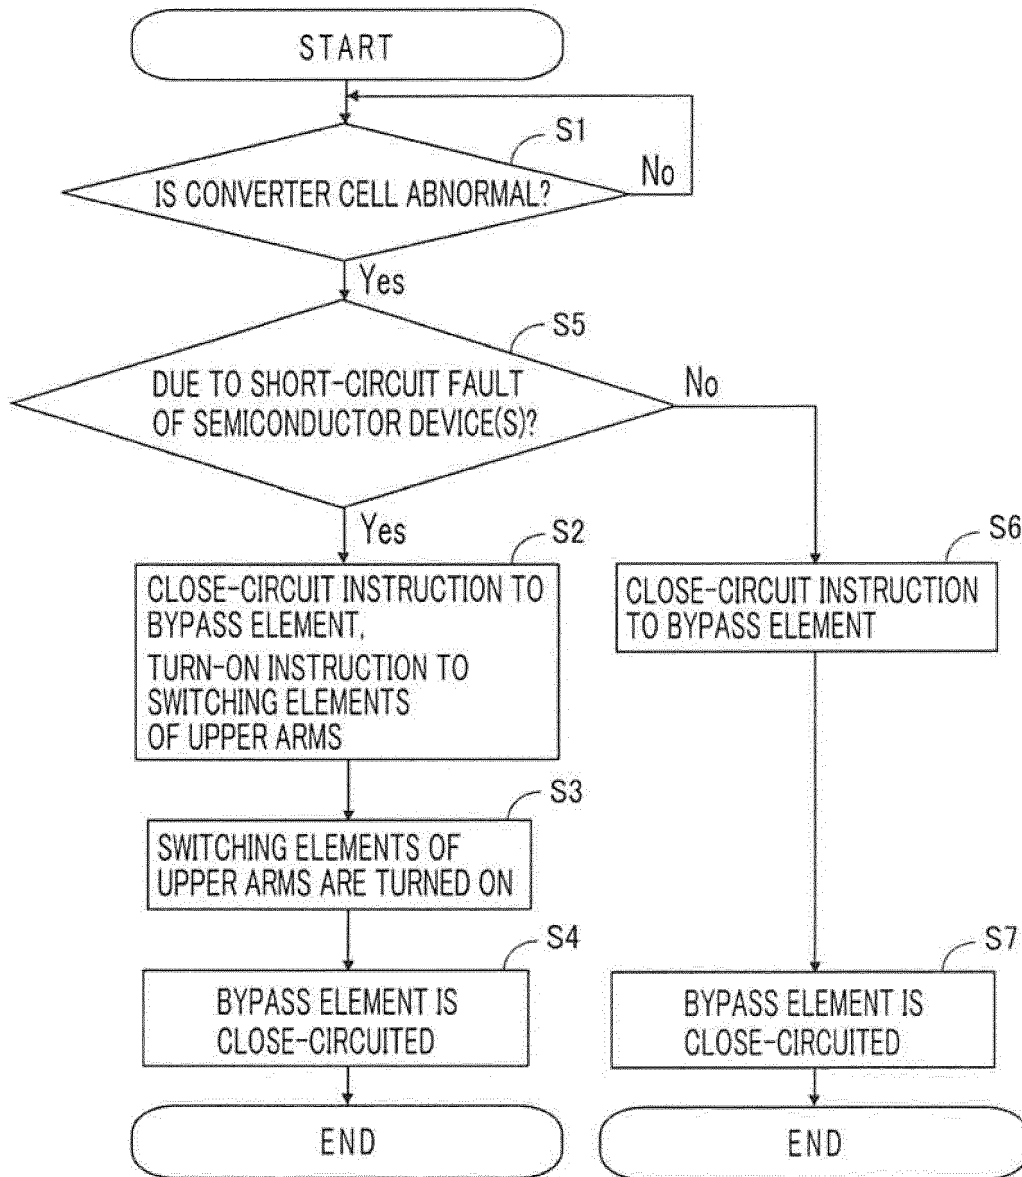 START
S1
IS CONVERTER CELL ABNORMAL?
No
Yes
S5
DUE TO SHORT-CIRCUIT FAULT
OF SEMICONDUCTOR DEVICE(S)?
No
Yes
S2
CLOSE-CIRCUIT INSTRUCTION TO
BYPASS ELEMENT,
TURN-ON INSTRUCTION TO
SWITCHING ELEMENTS
OF UPPER ARMS
S6
CLOSE-CIRCUIT INSTRUCTION
TO BYPASS ELEMENT
S3
SWITCHING ELEMENTS OF
UPPER ARMS ARE TURNED ON
S4
BYPASS ELEMENT IS
CLOSE-CIRCUITED
S7
BYPASS ELEMENT IS
CLOSE-CIRCUITED
END
END